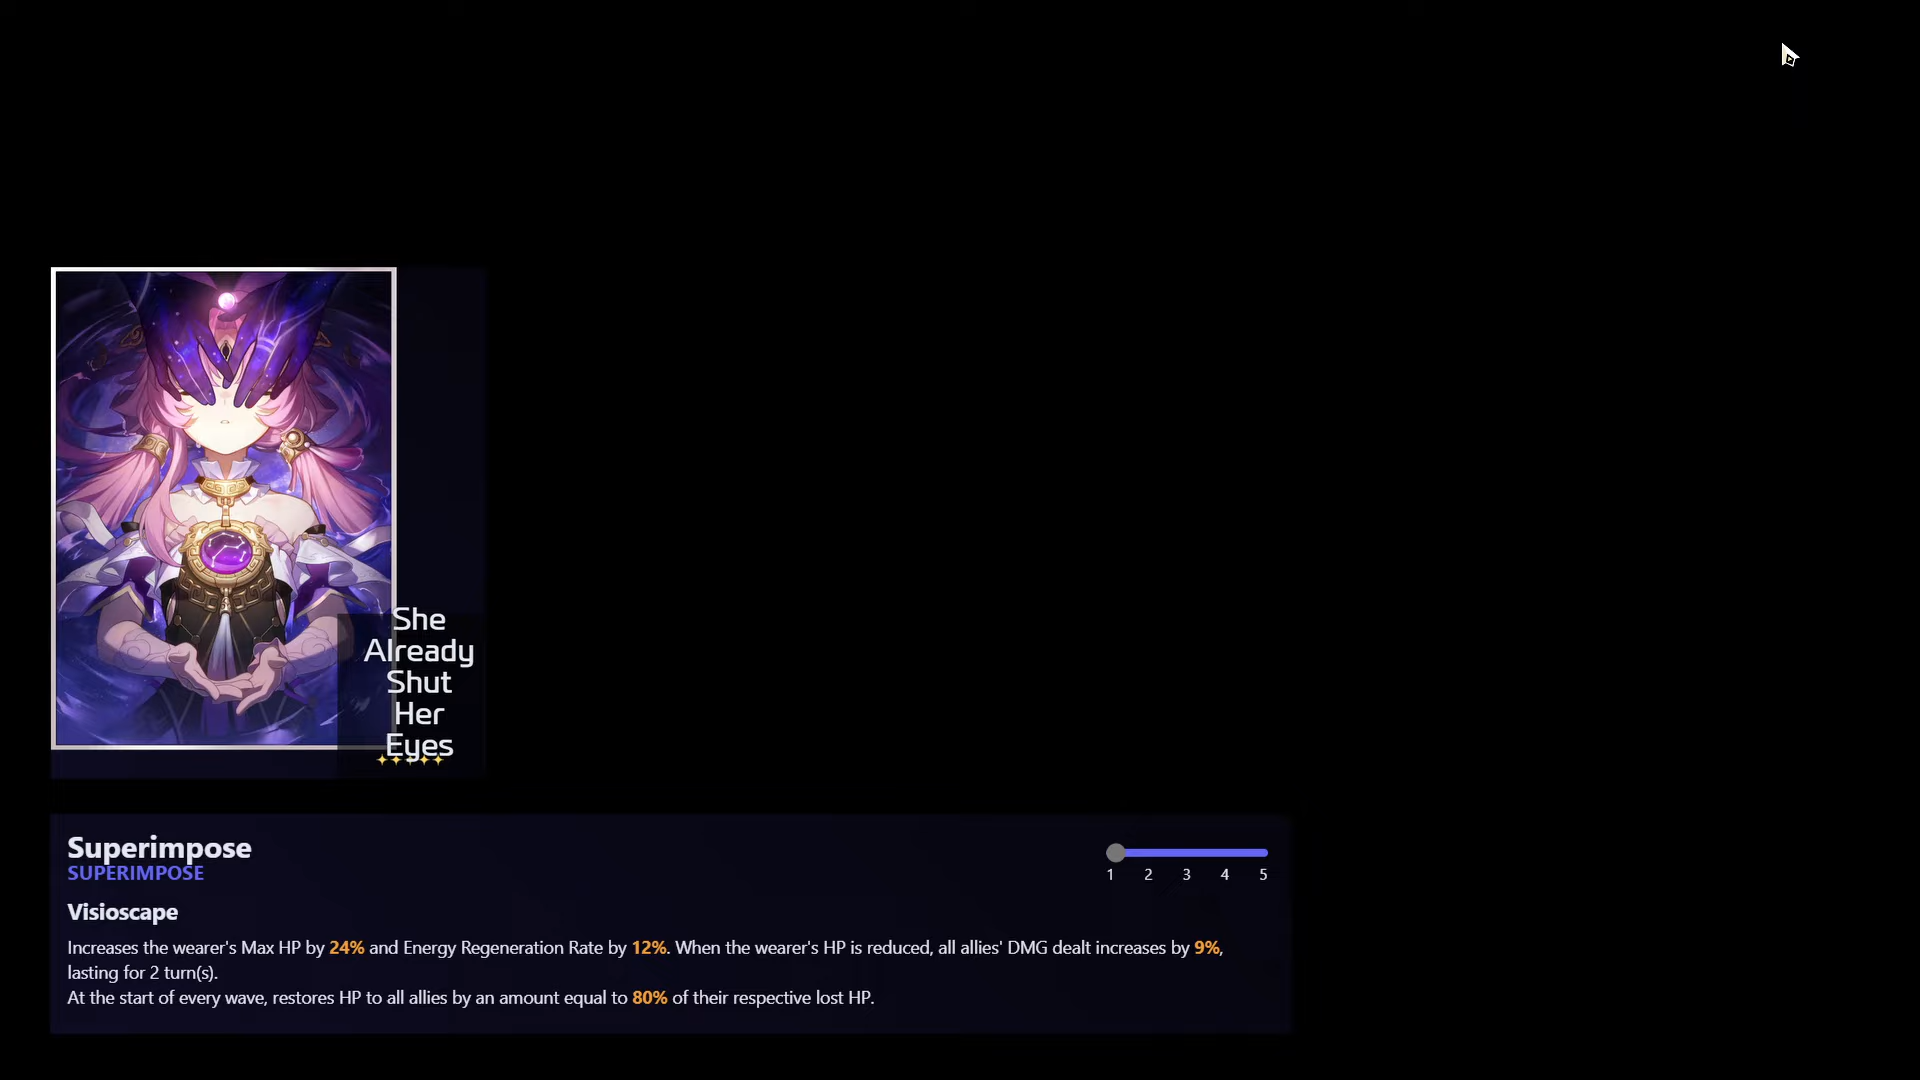 She
Already
Shut
Her
Eyes
Superimpose
SUPERIMPOSE
1 2 3 4 5
Visioscape
Increases the wearer's Max HP by 24% and Energy Regeneration Rate by 12%. When the wearer's HP is reduced, all allies' DMG dealt increases by 9%,
lasting for 2 turn(s).
At the start of every wave, restores HP to all allies by an amount equal to 80% of their respective lost HP.